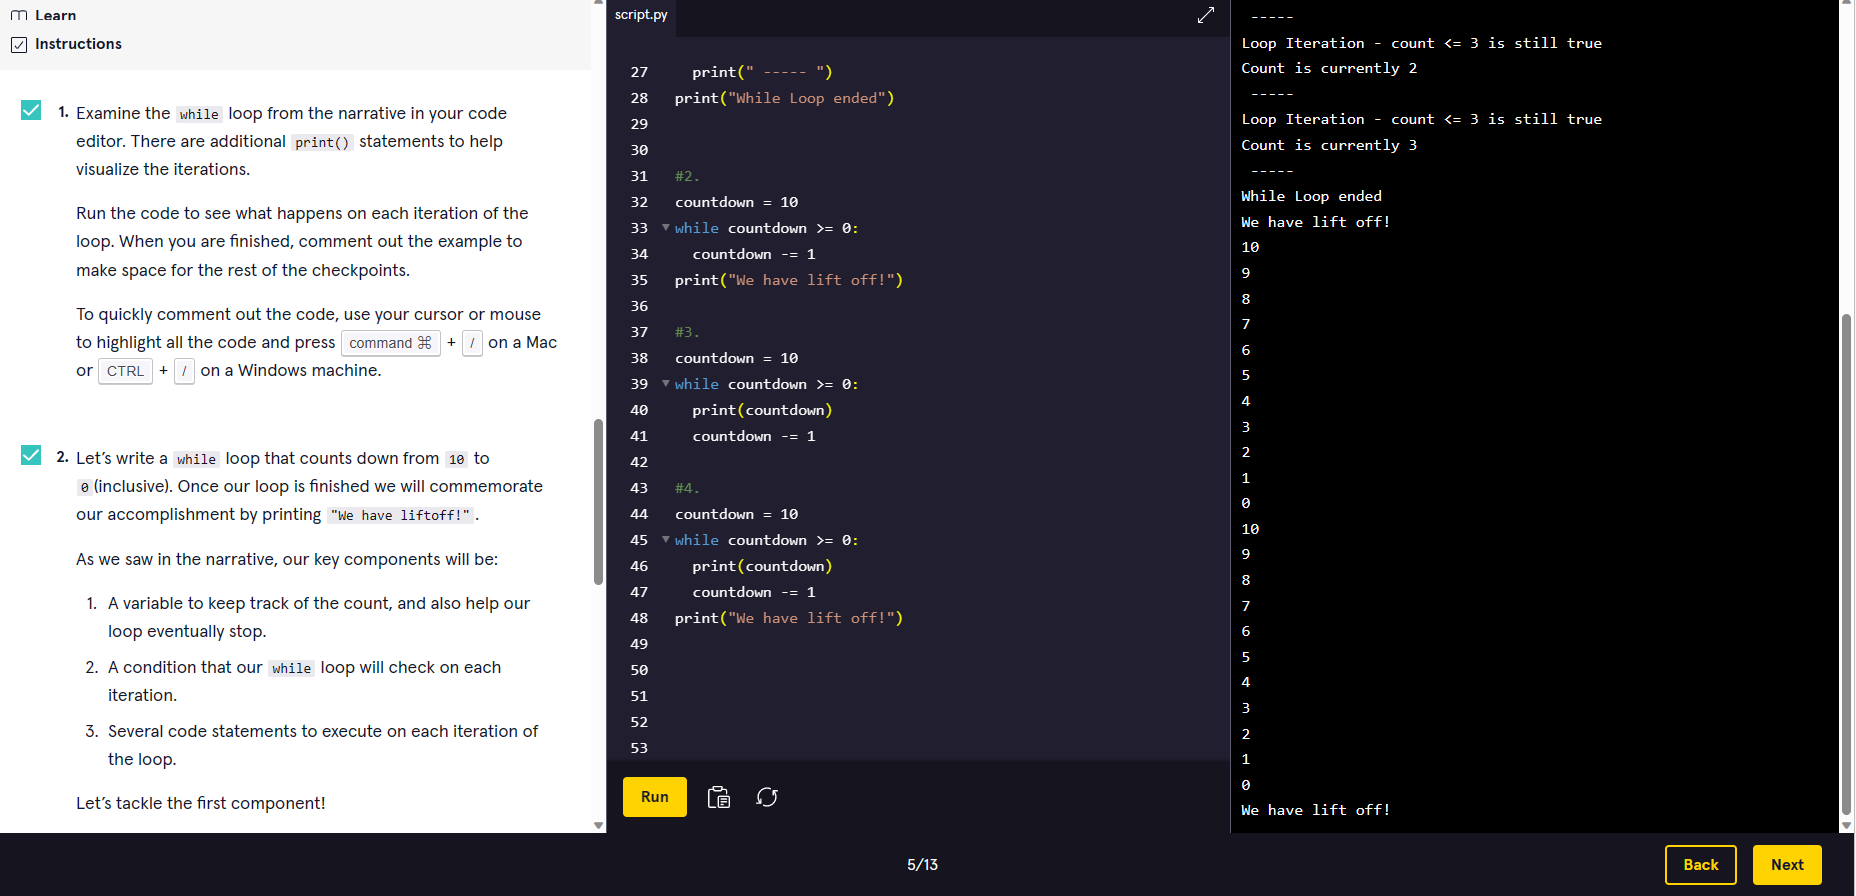 Learn
Instructions
1. Examine the while loop from the narrative in your code
editor. There are additional print() statements to help
visualize the iterations.
Run the code to see what happens on each iteration of the
loop. When you are finished, comment out the example to
make space for the rest of the checkpoints.
To quickly comment out the code, use your cursor or mouse
to highlight all the code and press command ⌘ + / on a Mac
or CTRL + / on a Windows machine.
2. Let's write a while loop that counts down from 10 to
0 (inclusive). Once our loop is finished we will commemorate
our accomplishment by printing "We have liftoff!".
As we saw in the narrative, our key components will be:
1. A variable to keep track of the count, and also help our
loop eventually stop.
2. A condition that our while loop will check on each
iteration.
3. Several code statements to execute on each iteration of
the loop.
Let's tackle the first component!
script.py
27 print(" ----- ")
28 print("While Loop ended")
29
30
31 #2.
32 countdown = 10
33 while countdown >= 0:
34 countdown -= 1
35 print("We have lift off!")
36
37 #3.
38 countdown = 10
39 while countdown >= 0:
40 print(countdown)
41 countdown -= 1
42
43 #4.
44 countdown = 10
45 while countdown >= 0:
46 print(countdown)
47 countdown -= 1
48 print("We have lift off!")
49
50
51
52
53
Run
-----
Loop Iteration - count <= 3 is still true
Count is currently 2
-----
Loop Iteration - count <= 3 is still true
Count is currently 3
-----
While Loop ended
We have lift off!
10
9
8
7
6
5
4
3
2
1
0
10
9
8
7
6
5
4
3
2
1
0
We have lift off!
5/13
Back
Next